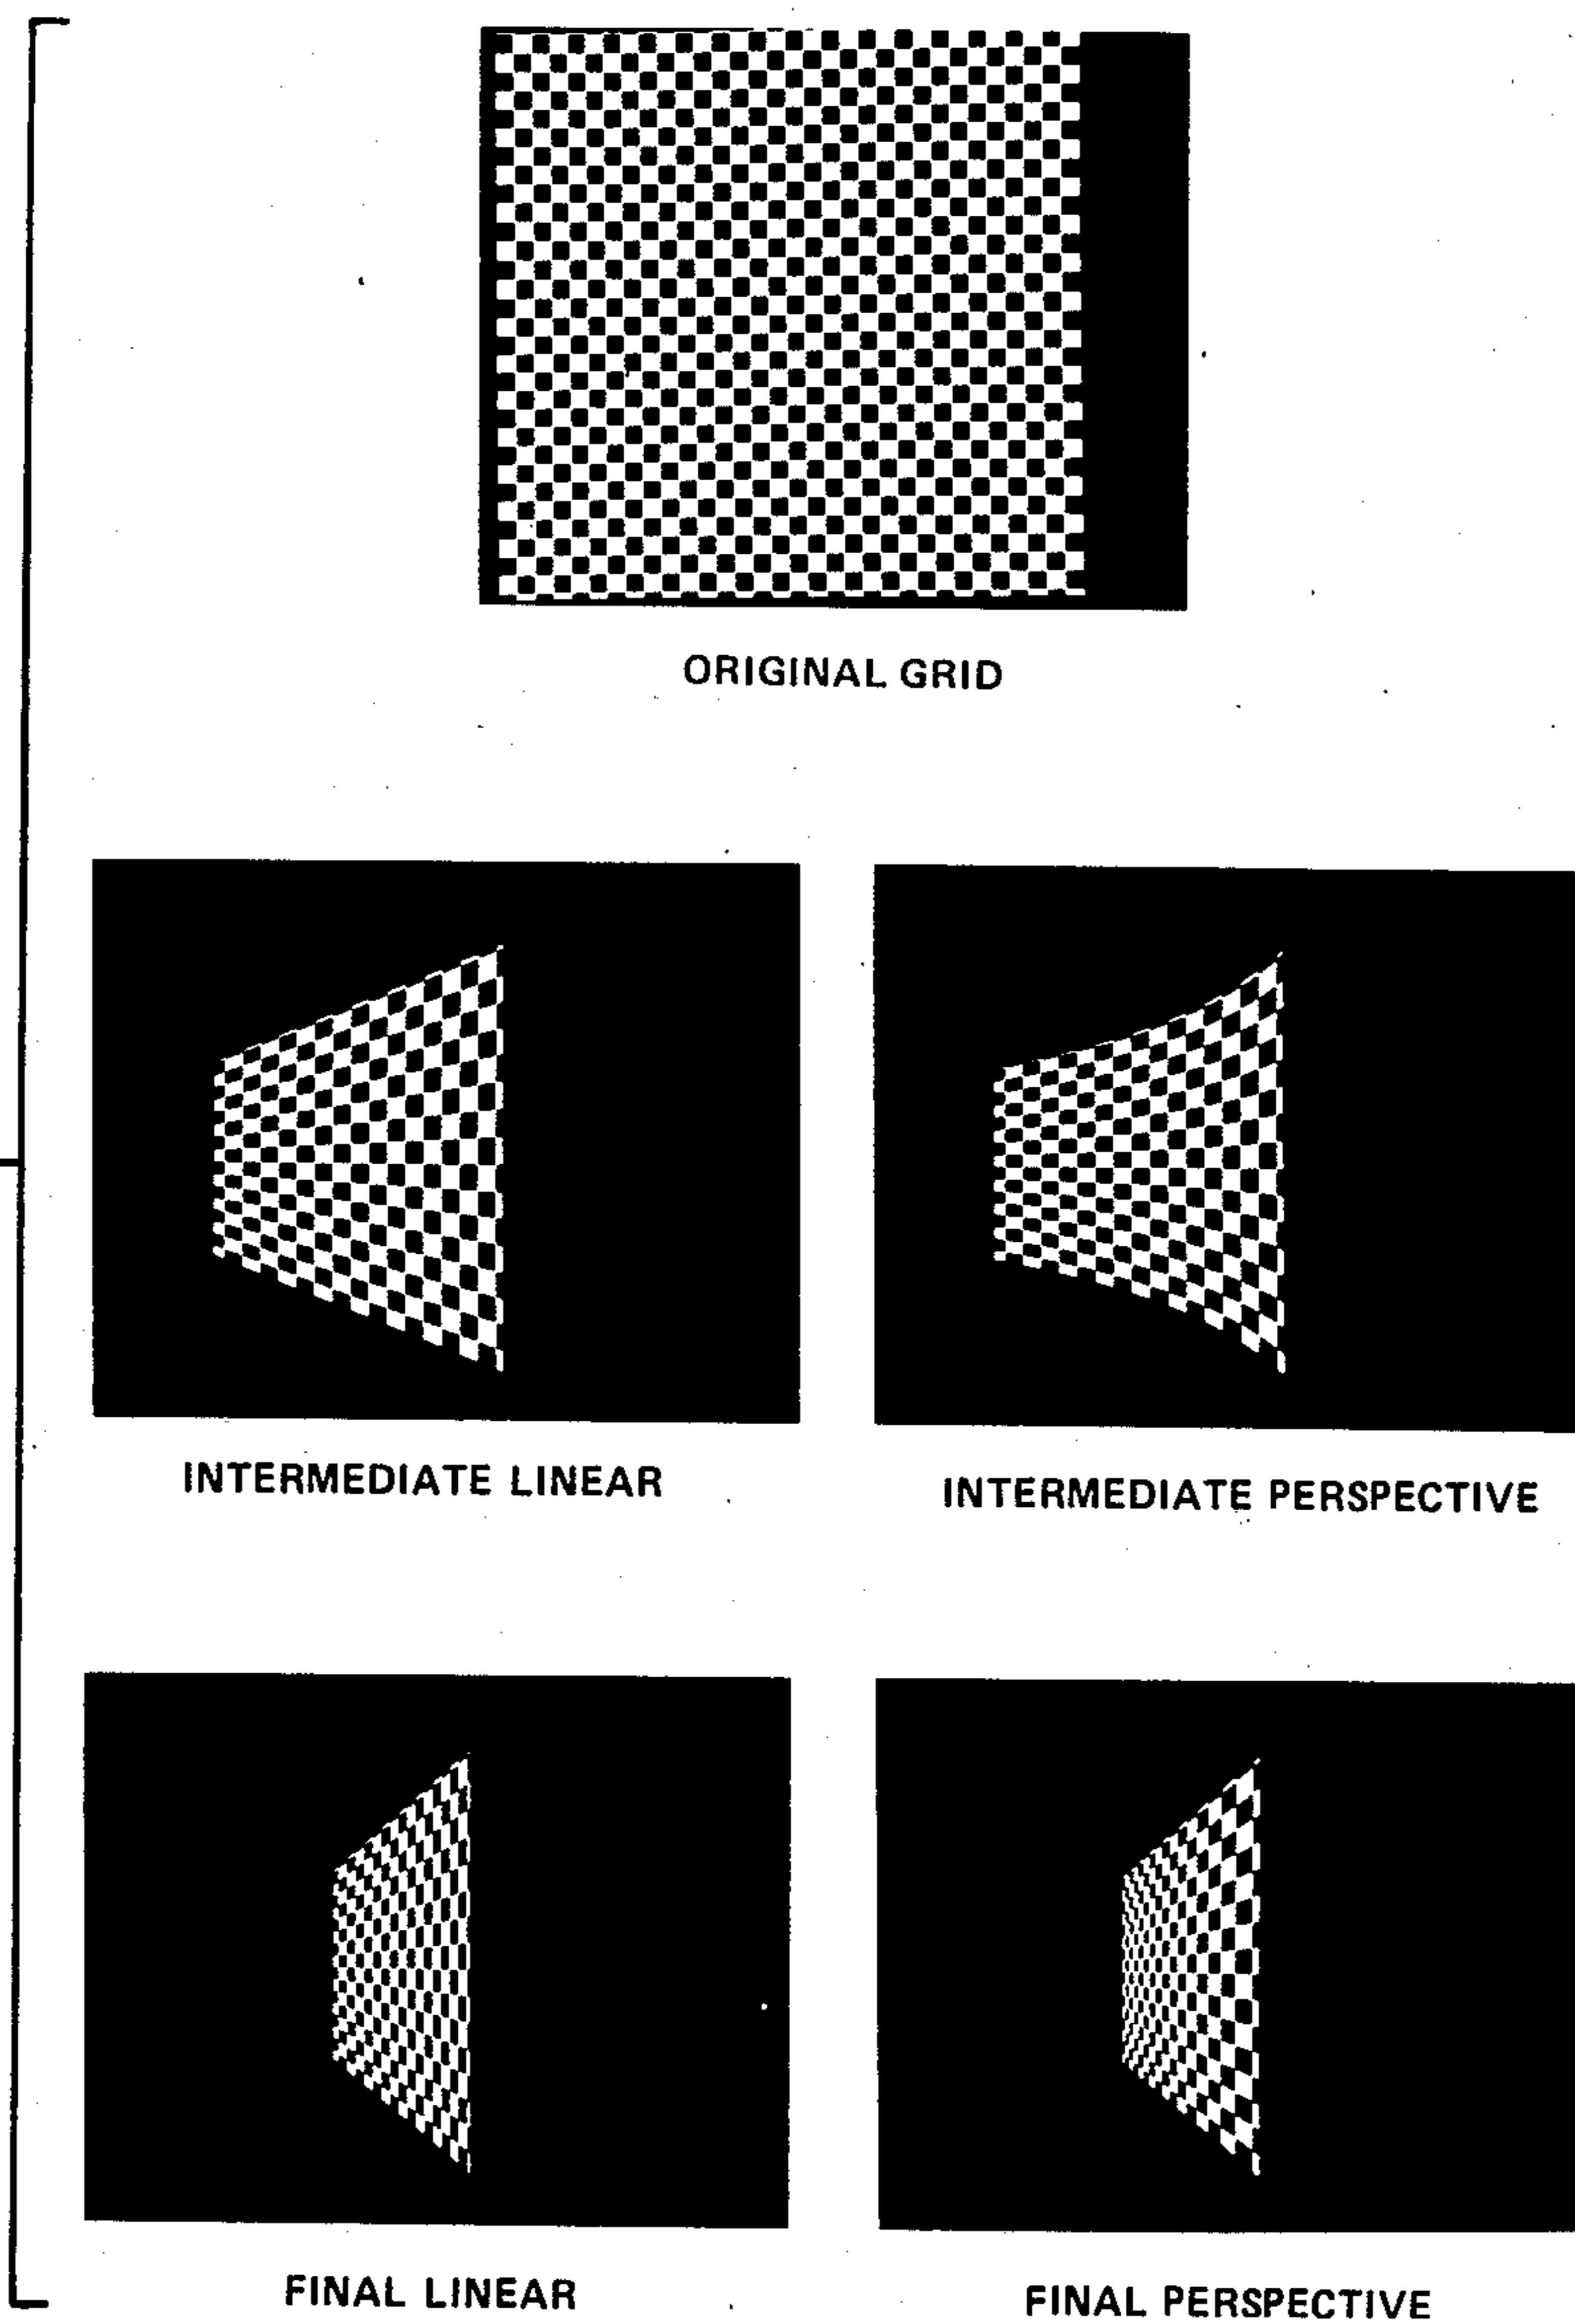 ORIGINAL GRID
INTERMEDIATE LINEAR
INTERMEDIATE PERSPECTIVE
FINAL LINEAR
FINAL PERSPECTIVE